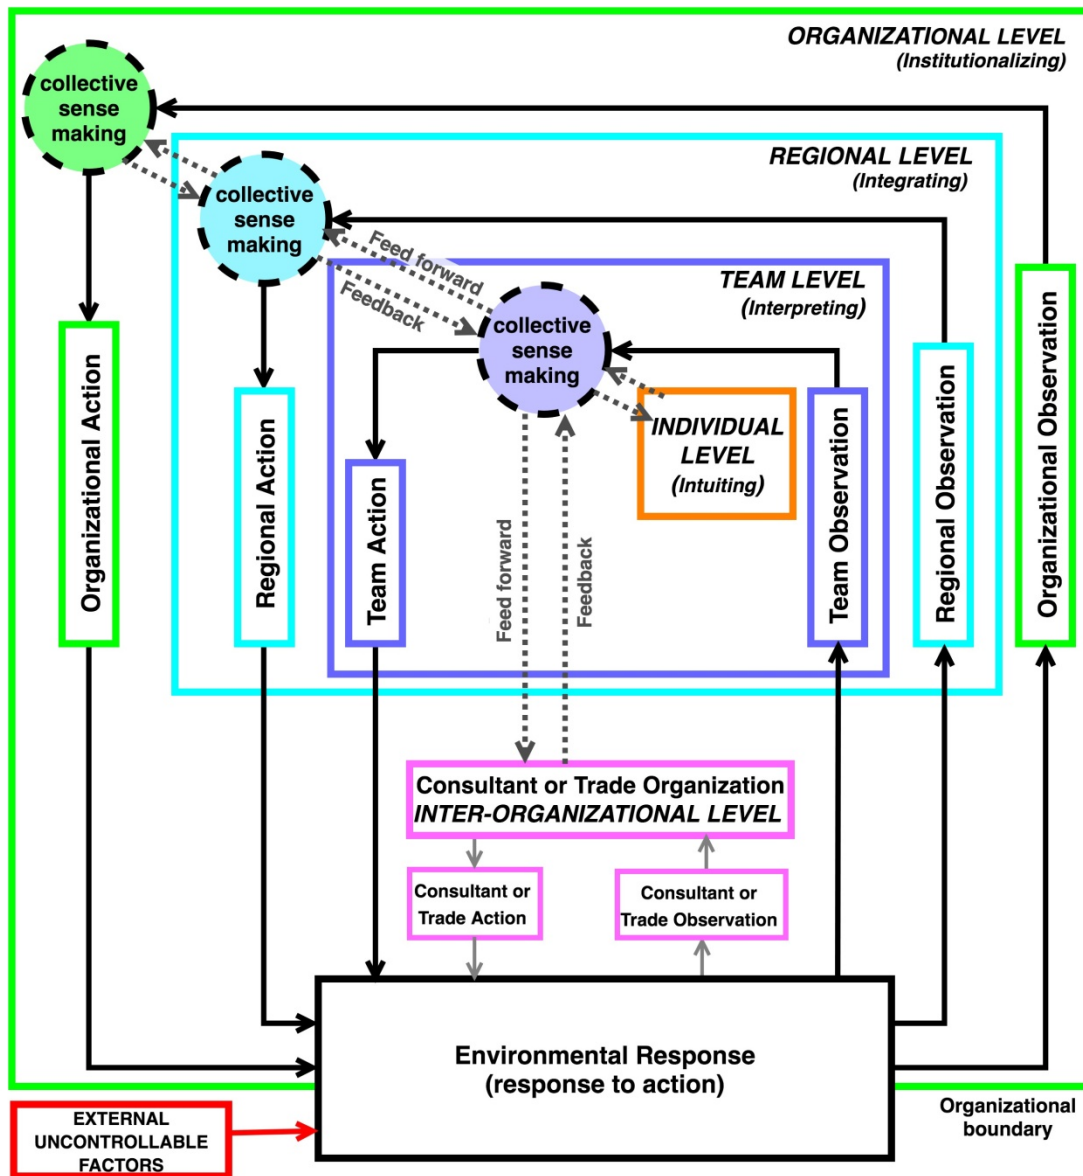 ORGANIZATIONAL LEVEL
(Institutionalizing)
collective
sense
making
REGIONAL LEVEL
(Integrating)
collective
sense
making
Feed forward
Feedback
TEAM LEVEL
(Interpreting)
collective
sense
making
INDIVIDUAL
LEVEL
(Intuiting)
Organizational Action
Regional Action
Team Action
Feed forward
Feedback
Team Observation
Regional Observation
Organizational Observation
Consultant or Trade Organization
INTER-ORGANIZATIONAL LEVEL
Consultant or
Trade Action
Consultant or
Trade Observation
Environmental Response
(response to action)
EXTERNAL
UNCONTROLLABLE
FACTORS
Organizational
boundary